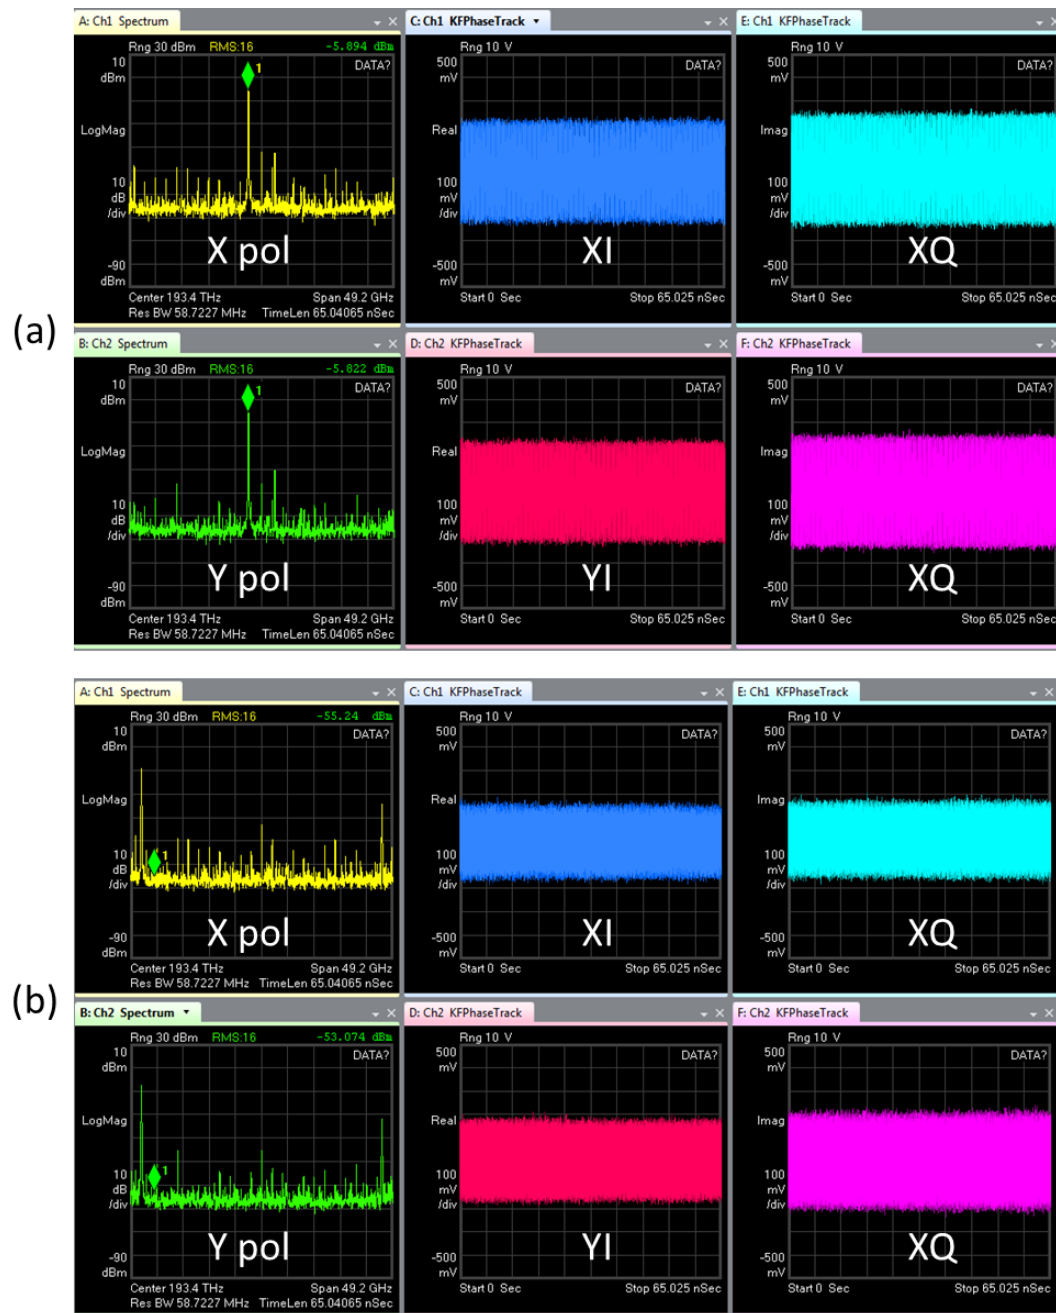 (a)
A: Ch1 Spectrum
Rng 30 dBm RMS:16 -5.894 dBm
10
dBm
DATA?
1
LogMag
10
dB
/div
-90
dBm
X pol
Center 193.4 THz Span 49.2 GHz
Res BW 58.7227 MHz TimeLen 65.04065 nSec
C: Ch1 KFPhaseTrack
Rng 10 V
500
mV
DATA?
Real
100
mV
/div
-500
mV
XI
Start 0 Sec Stop 65.025 nSec
E: Ch1 KFPhaseTrack
Rng 10 V
500
mV
DATA?
Imag
100
mV
/div
-500
mV
XQ
Start 0 Sec Stop 65.025 nSec
B: Ch2 Spectrum
Rng 30 dBm RMS:16 -5.822 dBm
10
dBm
DATA?
1
LogMag
10
dB
/div
-90
dBm
Y pol
Center 193.4 THz Span 49.2 GHz
Res BW 58.7227 MHz TimeLen 65.04065 nSec
D: Ch2 KFPhaseTrack
Rng 10 V
500
mV
DATA?
Real
100
mV
/div
-500
mV
YI
Start 0 Sec Stop 65.025 nSec
F: Ch2 KFPhaseTrack
Rng 10 V
500
mV
DATA?
Imag
100
mV
/div
-500
mV
XQ
Start 0 Sec Stop 65.025 nSec
(b)
A: Ch1 Spectrum
Rng 30 dBm RMS:16 -55.24 dBm
10
dBm
DATA?
1
LogMag
10
dB
/div
-90
dBm
X pol
Center 193.4 THz Span 49.2 GHz
Res BW 58.7227 MHz TimeLen 65.04065 nSec
C: Ch1 KFPhaseTrack
Rng 10 V
500
mV
DATA?
Real
100
mV
/div
-500
mV
XI
Start 0 Sec Stop 65.025 nSec
E: Ch1 KFPhaseTrack
Rng 10 V
500
mV
DATA?
Imag
100
mV
/div
-500
mV
XQ
Start 0 Sec Stop 65.025 nSec
B: Ch2 Spectrum
Rng 30 dBm RMS:16 -53.074 dBm
10
dBm
DATA?
1
LogMag
10
dB
/div
-90
dBm
Y pol
Center 193.4 THz Span 49.2 GHz
Res BW 58.7227 MHz TimeLen 65.04065 nSec
D: Ch2 KFPhaseTrack
Rng 10 V
500
mV
DATA?
Real
100
mV
/div
-500
mV
YI
Start 0 Sec Stop 65.025 nSec
F: Ch2 KFPhaseTrack
Rng 10 V
500
mV
DATA?
Imag
100
mV
/div
-500
mV
XQ
Start 0 Sec Stop 65.025 nSec